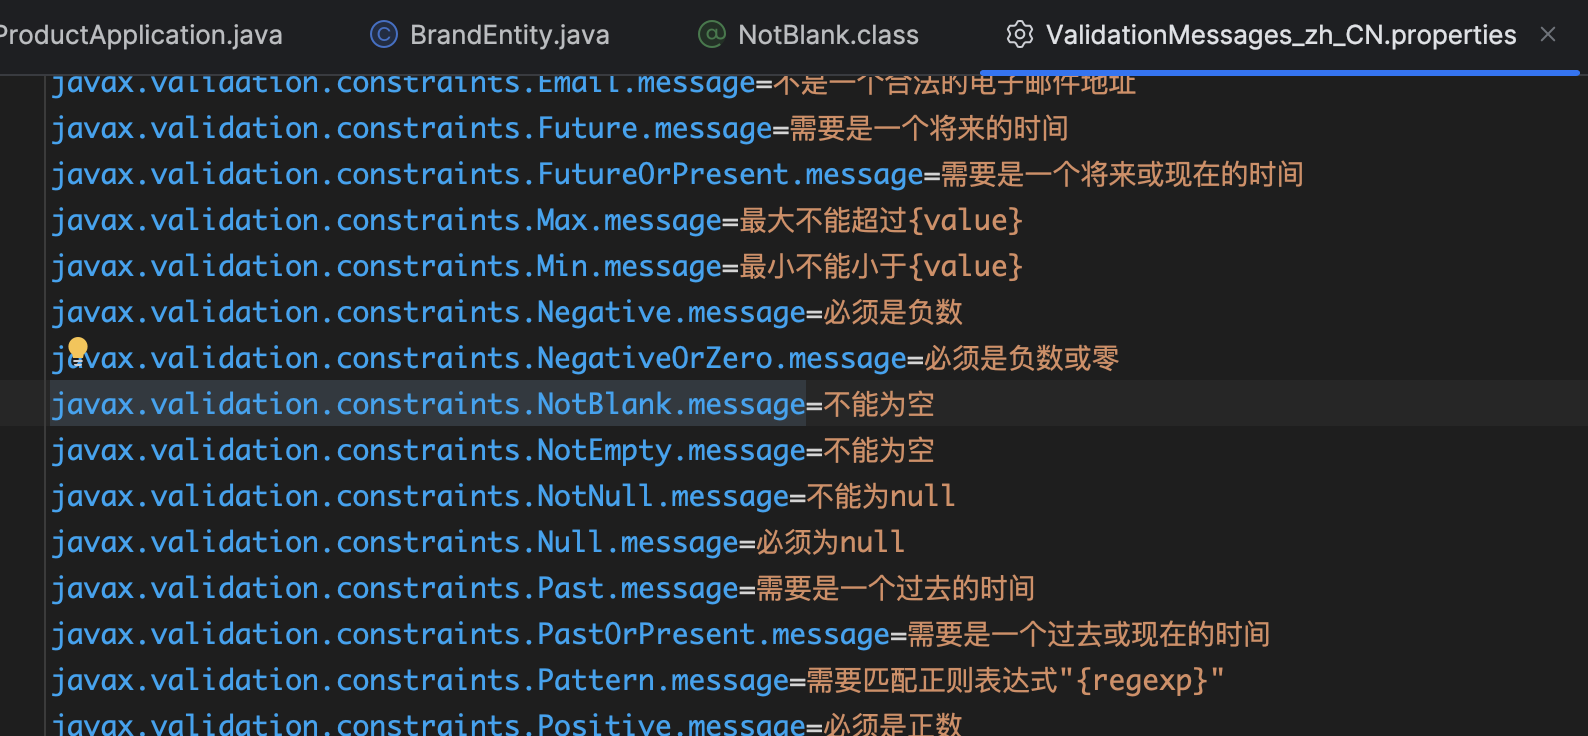 ProductApplication.java BrandEntity.java NotBlank.class ValidationMessages_zh_CN.properties
javax.validation.constraints.Email.message=不是一个合法的电子邮件地址
javax.validation.constraints.Future.message=需要是一个将来的时间
javax.validation.constraints.FutureOrPresent.message=需要是一个将来或现在的时间
javax.validation.constraints.Max.message=最大不能超过{value}
javax.validation.constraints.Min.message=最小不能小于{value}
javax.validation.constraints.Negative.message=必须是负数
javax.validation.constraints.NegativeOrZero.message=必须是负数或零
javax.validation.constraints.NotBlank.message=不能为空
javax.validation.constraints.NotEmpty.message=不能为空
javax.validation.constraints.NotNull.message=不能为null
javax.validation.constraints.Null.message=必须为null
javax.validation.constraints.Past.message=需要是一个过去的时间
javax.validation.constraints.PastOrPresent.message=需要是一个过去或现在的时间
javax.validation.constraints.Pattern.message=需要匹配正则表达式"{regexp}"
javax.validation.constraints.Positive.message=必须是正数